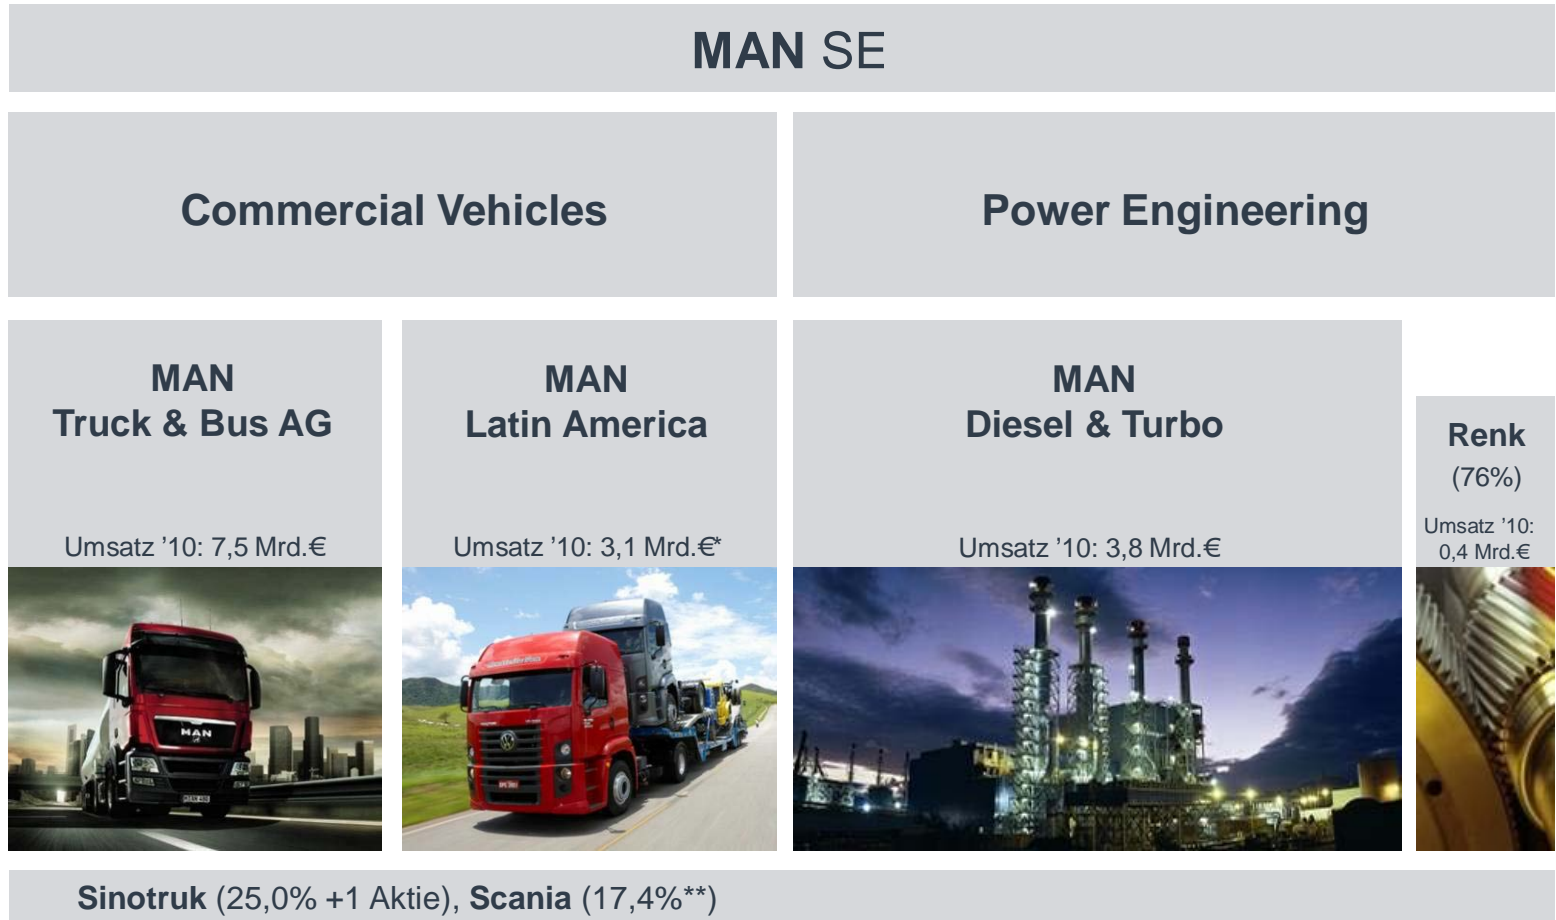 MAN SE
Commercial Vehicles
Power Engineering
MAN
Truck & Bus AG
Umsatz ’10: 7,5 Mrd.€
MAN
Latin America
Umsatz ’10: 3,1 Mrd.€*
MAN
Diesel & Turbo
Umsatz ’10: 3,8 Mrd.€
Renk
(76%)
Umsatz ’10:
0,4 Mrd.€
MAN
Sinotruk (25,0% +1 Aktie), Scania (17,4%**)